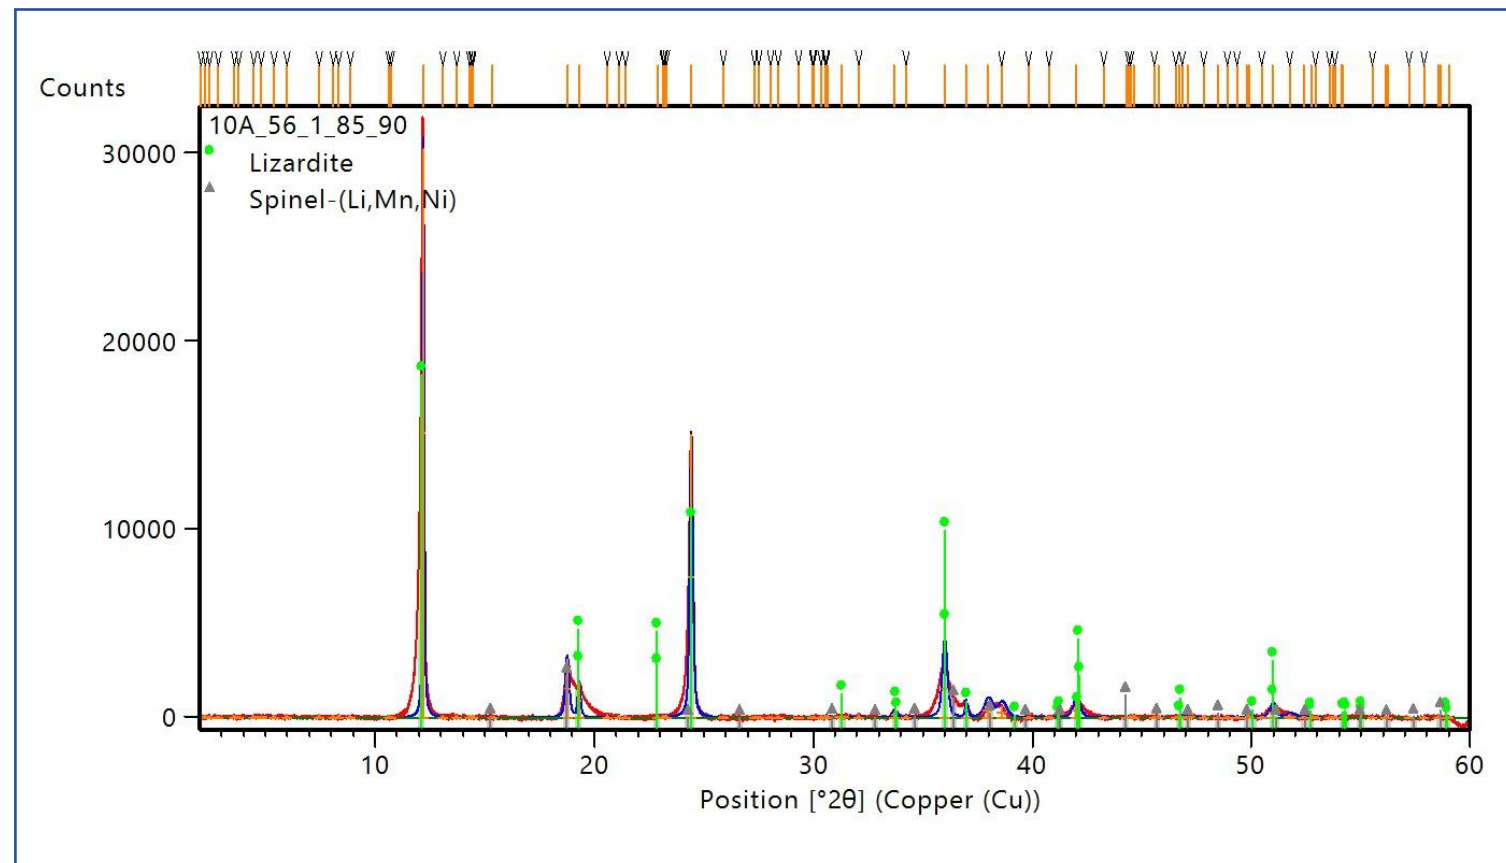 Counts
10A_56_1_85_90
30000
Lizardite
Spinel-(Li,Mn,Ni)
20000
10000
0
10 20 30 40 50 60
Position [°2θ] (Copper (Cu))